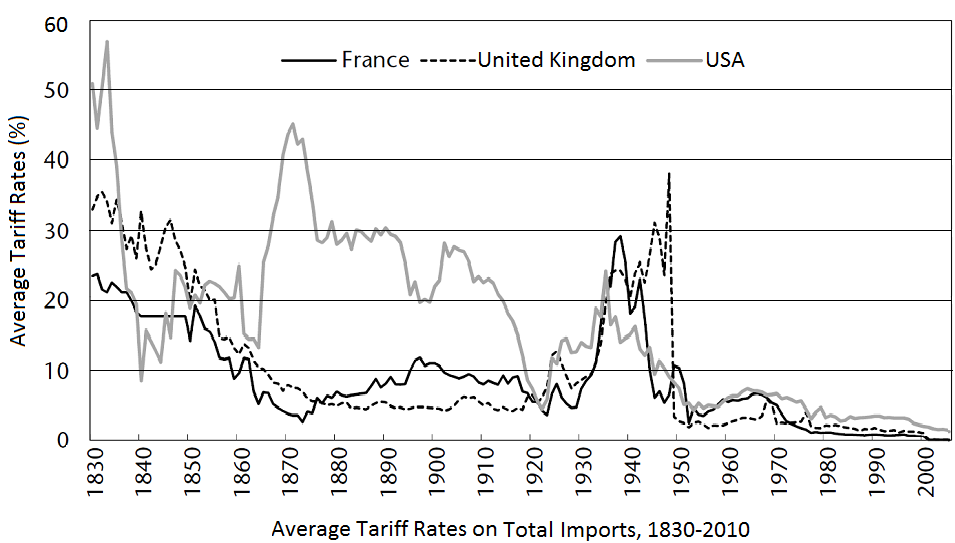 60
50
40
30
20
10
0
Average Tariff Rates (%)
France United Kingdom USA
1830 1840 1850 1860 1870 1880 1890 1900 1910 1920 1930 1940 1950 1960 1970 1980 1990 2000
Average Tariff Rates on Total Imports, 1830-2010